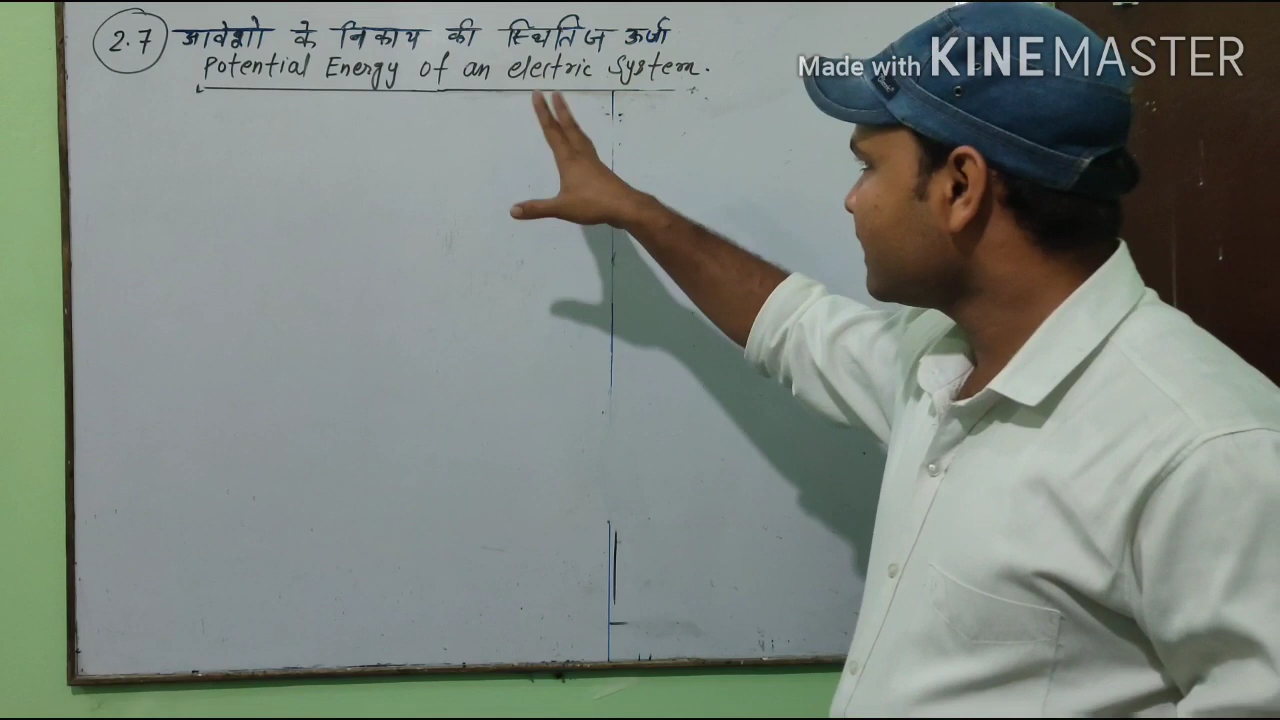 2.7 आवेशो के निकाय की स्थितिज ऊर्जा
Potential Energy of an electric System.
Made with KINEMASTER